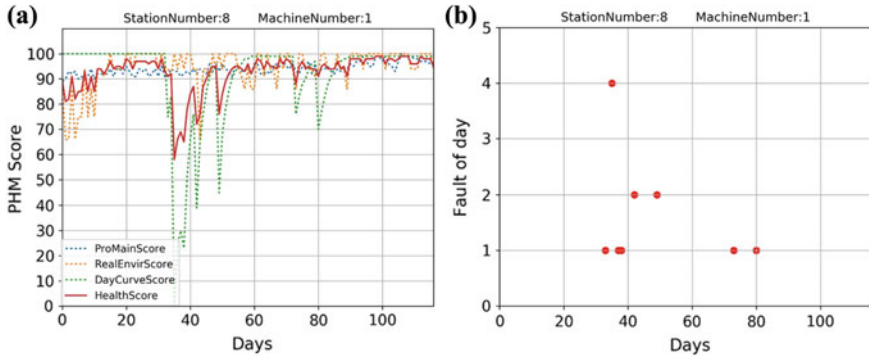 (a) StationNumber:8 MachineNumber:1
100
90
80
70
60
50
40
30
20
10
0
PHM Score
ProMainScore
RealEnvirScore
DayCurveScore
HealthScore
0 20 40 60 80 100
Days
(b) StationNumber:8 MachineNumber:1
5
4
3
2
1
0
Fault of day
0 20 40 60 80 100
Days